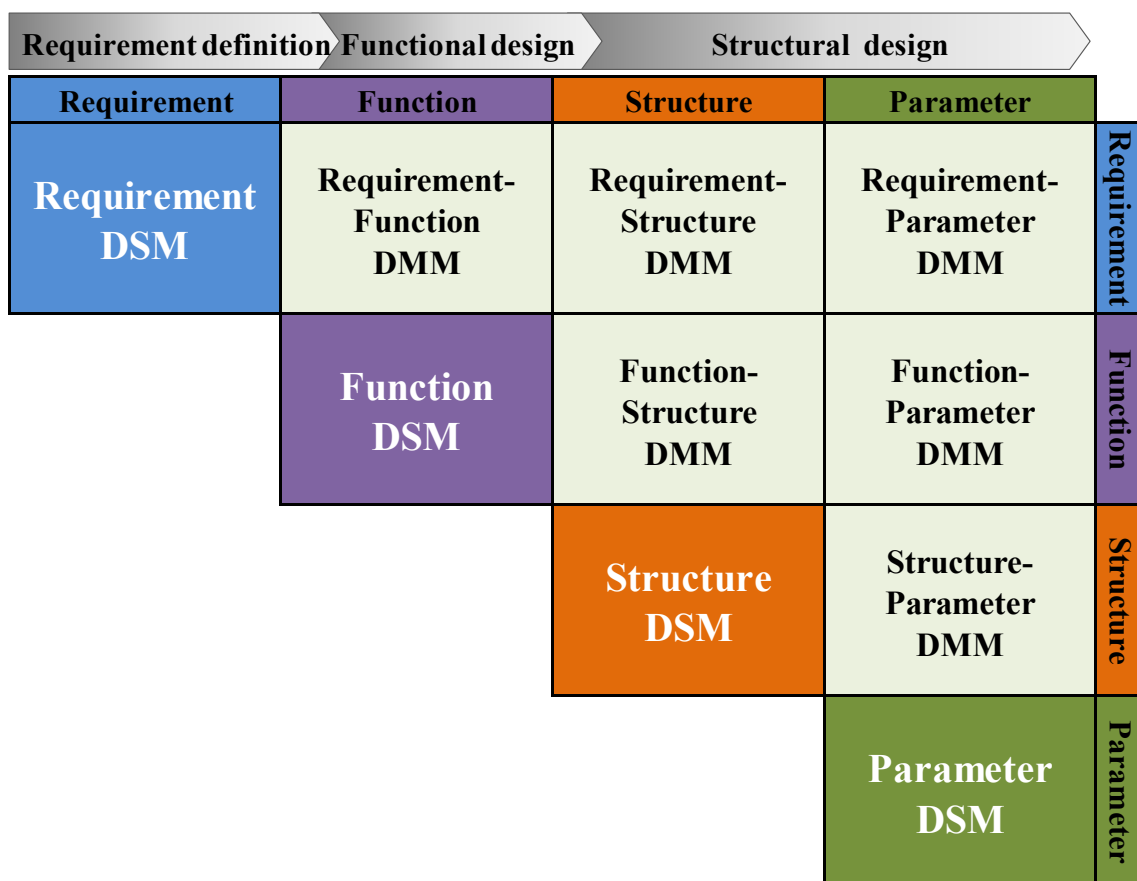 Requirement definition
Functional design
Structural design
Requirement
Function
Structure
Parameter
Requirement
DSM
Requirement-
Function
DMM
Requirement-
Structure
DMM
Requirement-
Parameter
DMM
Requirement
Function
DSM
Function-
Structure
DMM
Function-
Parameter
DMM
Function
Structure
DSM
Structure-
Parameter
DMM
Structure
Parameter
DSM
Parameter